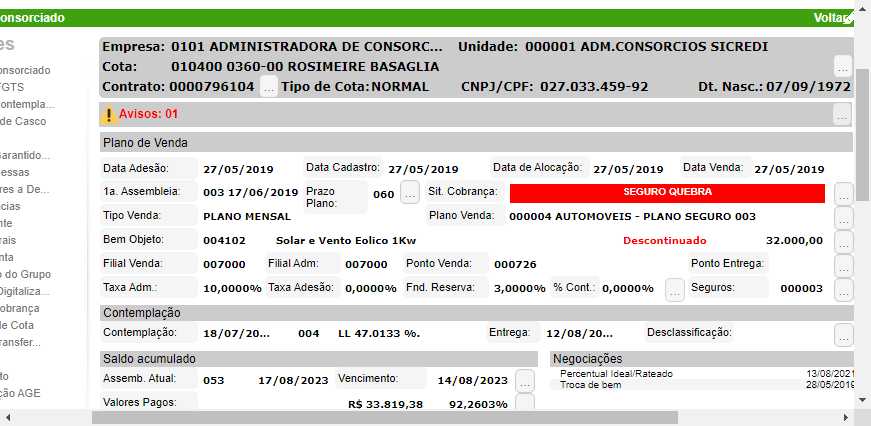 onsorciado Voltar
es
Empresa: 0101 ADMINISTRADORA DE CONSORC... Unidade: 000001 ADM.CONSORCIOS SICREDI
Cota: 010400 0360-00 ROSIMEIRE BASAGLIA ...
Contrato: 0000796104 ... Tipo de Cota: NORMAL CNPJ/CPF: 027.033.459-92 Dt. Nasc.: 07/09/1972
Avisos: 01 ...
onsorciado
FGTS
ontempla...
de Casco
Garantido...
essas
res a De...
cias
nte
rais
nta
o do Grupo
Digitaliza...
obrança
de Cota
ransfer...
to
ção AGE
Plano de Venda
Data Adesão: 27/05/2019 Data Cadastro: 27/05/2019 Data de Alocação: 27/05/2019 Data Venda: 27/05/2019
1a. Assembleia: 003 17/06/2019 Prazo Plano: 060 ... Sit. Cobrança: SEGURO QUEBRA ...
Tipo Venda: PLANO MENSAL Plano Venda: 000004 AUTOMOVEIS - PLANO SEGURO 003 ...
Bem Objeto: 004102 Solar e Vento Eolico 1Kw Descontinuado 32.000,00 ...
Filial Venda: 007000 Filial Adm: 007000 Ponto Venda: 000726 Ponto Entrega: ...
Taxa Adm.: 10,0000% Taxa Adesão: 0,0000% Fnd. Reserva: 3,0000% % Cont.: 0,0000% ... Seguros: 000003 ...
Contemplação
Contemplação: 18/07/20... 004 LL 47.0133 %. Entrega: 12/08/20... Desclassificação: ...
Saldo acumulado
Assemb. Atual: 053 17/08/2023 Vencimento: 14/08/2023 ...
Valores Pagos: R$ 33.819,38 92,2603% ...
Negociações
Percentual Ideal/Rateado 13/08/2021
Troca de bem 28/05/2019